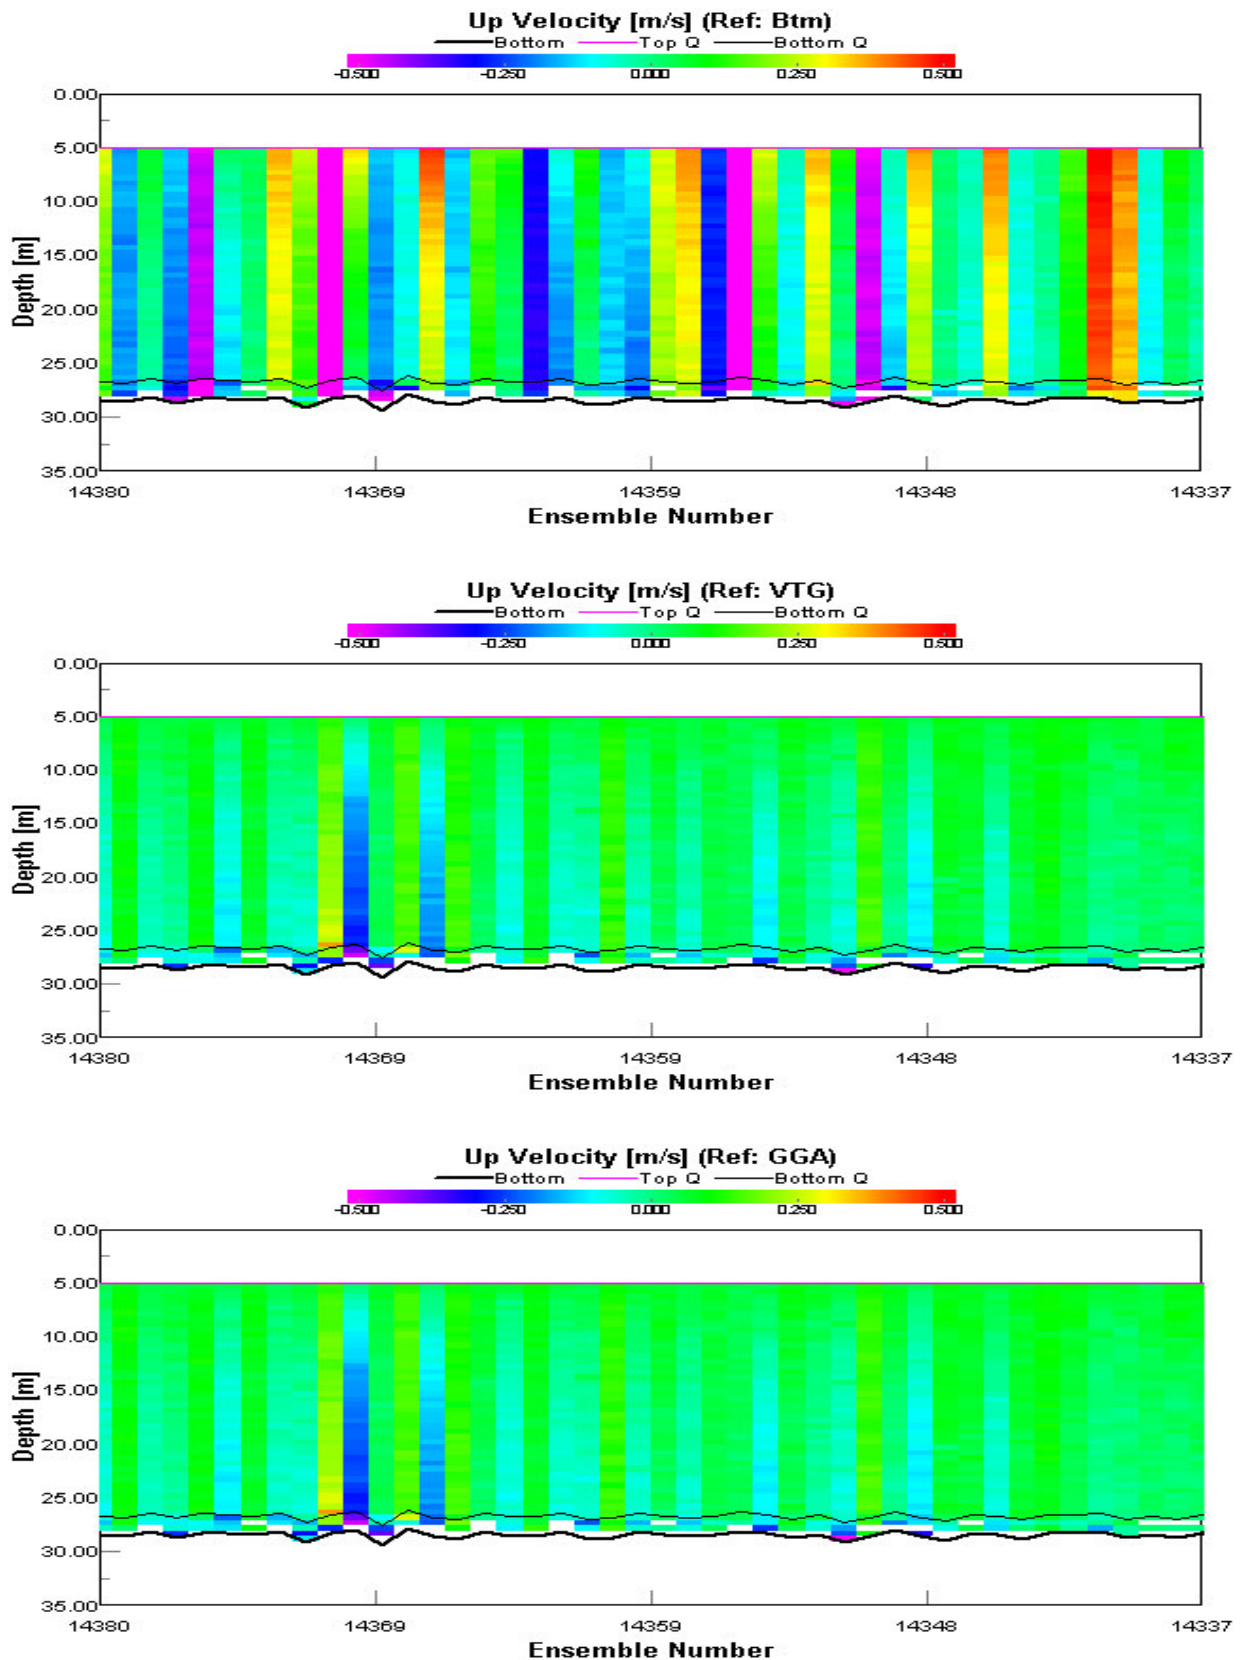 Up Velocity [m/s] (Ref: Btm)
Bottom Top Q Bottom Q
-0.500 -0.250 0.000 0.250 0.500
0.00
5.00
10.00
15.00
20.00
25.00
30.00
35.00
Depth [m]
14380 14369 14359 14348 14337
Ensemble Number
Up Velocity [m/s] (Ref: VTG)
Bottom Top Q Bottom Q
-0.500 -0.250 0.000 0.250 0.500
0.00
5.00
10.00
15.00
20.00
25.00
30.00
35.00
Depth [m]
14380 14369 14359 14348 14337
Ensemble Number
Up Velocity [m/s] (Ref: GGA)
Bottom Top Q Bottom Q
-0.500 -0.250 0.000 0.250 0.500
0.00
5.00
10.00
15.00
20.00
25.00
30.00
35.00
Depth [m]
14380 14369 14359 14348 14337
Ensemble Number